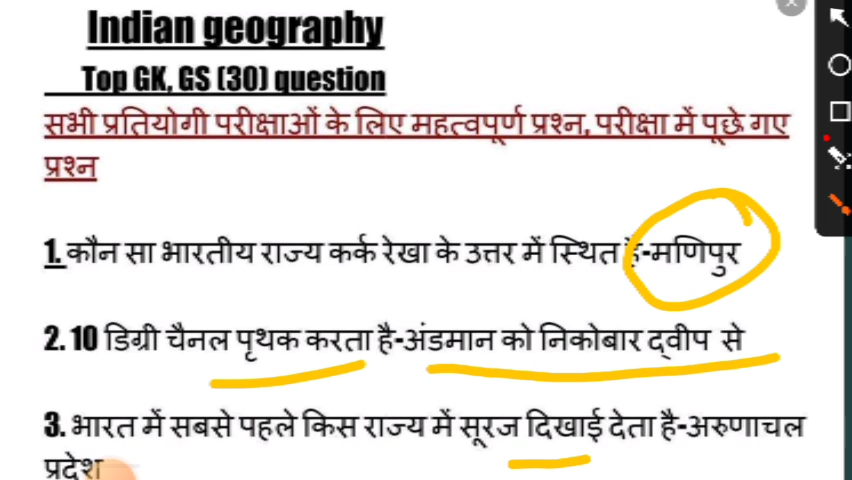 Indian geography
Top GK, GS (30) question
सभी प्रतियोगी परीक्षाओं के लिए महत्वपूर्ण प्रश्न, परीक्षा में पूछे गए
प्रश्न
1. कौन सा भारतीय राज्य कर्क रेखा के उत्तर में स्थित है-मणिपुर
2. 10 डिग्री चैनल पृथक करता है-अंडमान को निकोबार द्वीप से
3. भारत में सबसे पहले किस राज्य में सूरज दिखाई देता है-अरुणाचल
प्रदेश